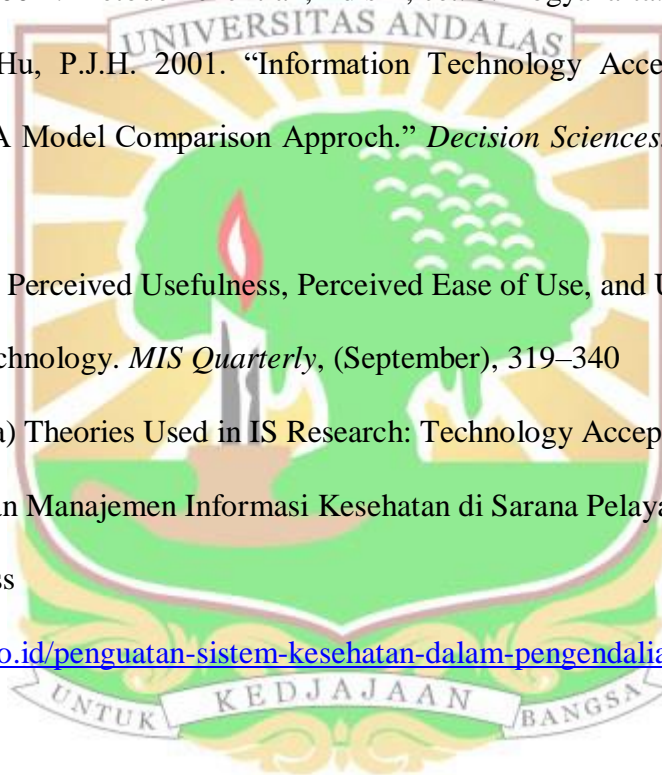 UNIVERSITAS ANDALAS
Hu, P.J.H. 2001. “Information Technology Acce
A Model Comparison Approch.” Decision Sciences
Perceived Usefulness, Perceived Ease of Use, and U
chnology. MIS Quarterly, (September), 319–340
a) Theories Used in IS Research: Technology Accep
an Manajemen Informasi Kesehatan di Sarana Pelaya
ss
o.id/penguatan-sistem-kesehatan-dalam-pengendalia
UNTUK KEDJAJAAN BANGSA